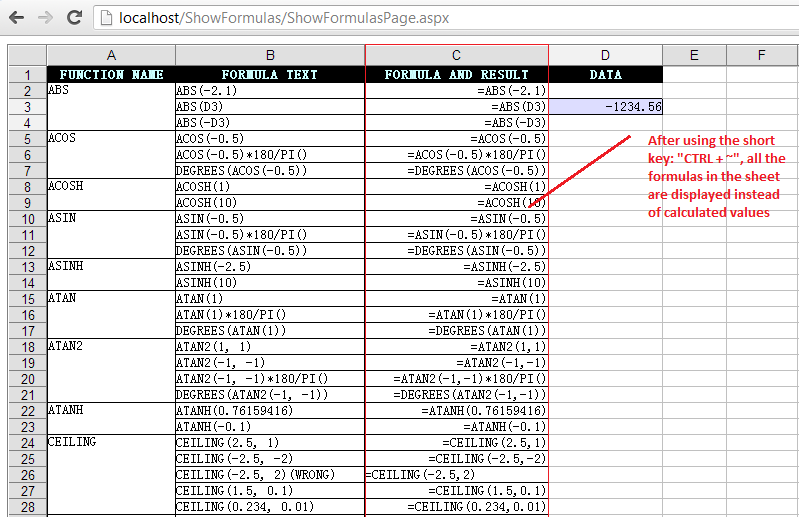 localhost/ShowFormulas/ShowFormulasPage.aspx
A B C D E F
1 FUNCTION NAME FORMULA TEXT FORMULA AND RESULT DATA
2 ABS ABS(-2.1) =ABS(-2.1)
3 ABS(D3) =ABS(D3) -1234.56
4 ABS(-D3) =ABS(-D3)
5 ACOS ACOS(-0.5) =ACOS(-0.5)
6 ACOS(-0.5)*180/PI() =ACOS(-0.5)*180/PI()
7 DEGREES(ACOS(-0.5)) =DEGREES(ACOS(-0.5))
8 ACOSH ACOSH(1) =ACOSH(1)
9 ACOSH(10) =ACOSH(10)
10 ASIN ASIN(-0.5) =ASIN(-0.5)
11 ASIN(-0.5)*180/PI() =ASIN(-0.5)*180/PI()
12 DEGREES(ASIN(-0.5)) =DEGREES(ASIN(-0.5))
13 ASINH ASINH(-2.5) =ASINH(-2.5)
14 ASINH(10) =ASINH(10)
15 ATAN ATAN(1) =ATAN(1)
16 ATAN(1)*180/PI() =ATAN(1)*180/PI()
17 DEGREES(ATAN(1)) =DEGREES(ATAN(1))
18 ATAN2 ATAN2(1, 1) =ATAN2(1,1)
19 ATAN2(-1, -1) =ATAN2(-1,-1)
20 ATAN2(-1, -1)*180/PI() =ATAN2(-1,-1)*180/PI()
21 DEGREES(ATAN2(-1, -1)) =DEGREES(ATAN2(-1,-1))
22 ATANH ATANH(0.76159416) =ATANH(0.76159416)
23 ATANH(-0.1) =ATANH(-0.1)
24 CEILING CEILING(2.5, 1) =CEILING(2.5,1)
25 CEILING(-2.5, -2) =CEILING(-2.5,-2)
26 CEILING(-2.5, 2)(WRONG) =CEILING(-2.5,2)
27 CEILING(1.5, 0.1) =CEILING(1.5,0.1)
28 CEILING(0.234, 0.01) =CEILING(0.234,0.01)
After using the short
key: "CTRL + ~", all the
formulas in the sheet
are displayed instead
of calculated values